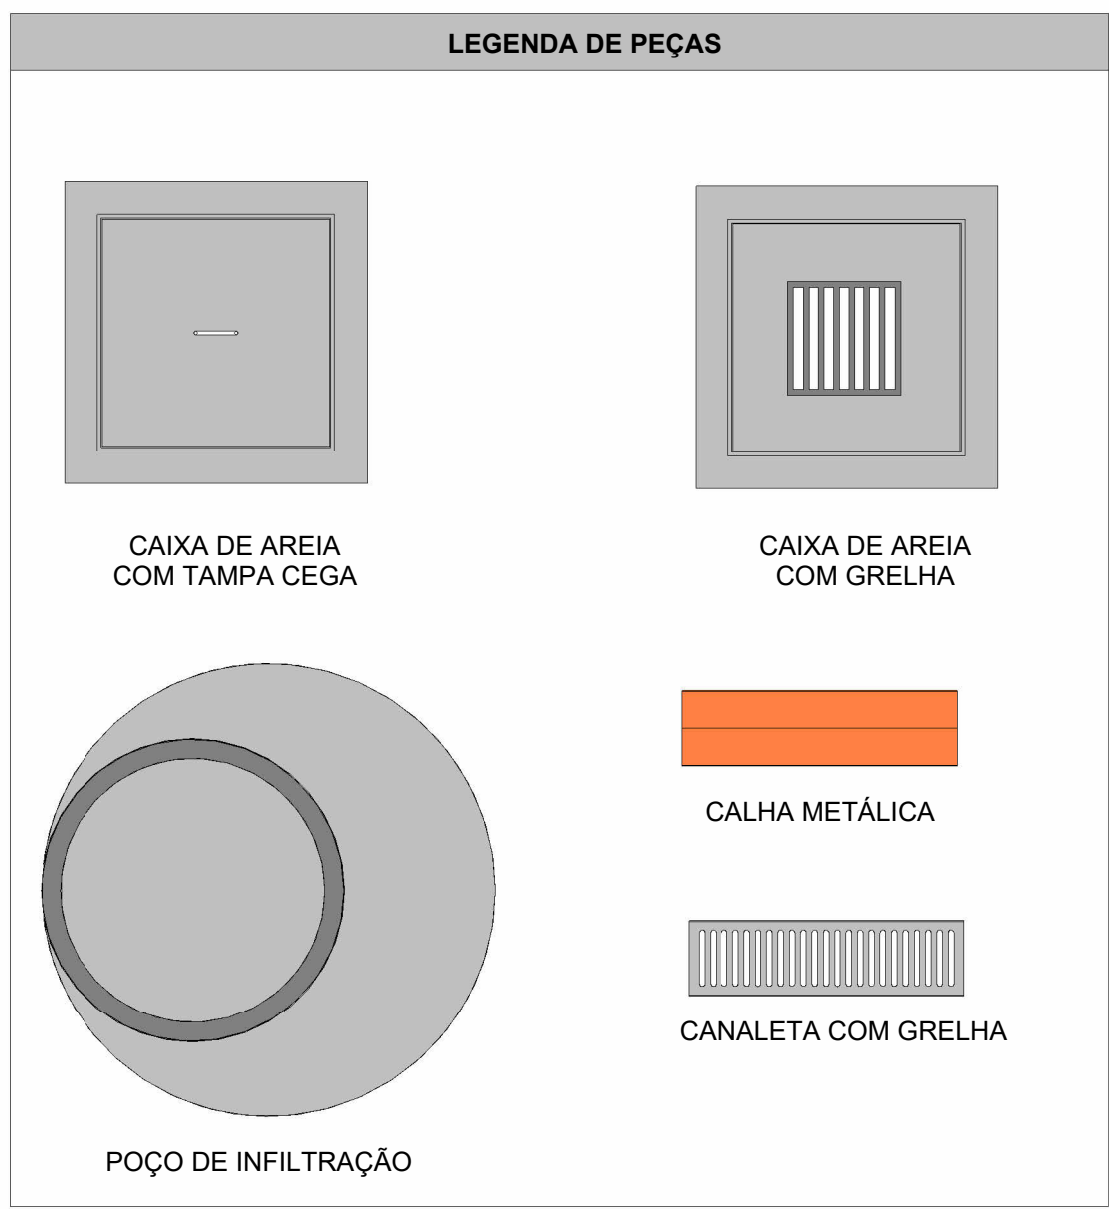 LEGENDA DE PEÇAS
CAIXA DE AREIA
COM TAMPA CEGA
CAIXA DE AREIA
COM GRELHA
CALHA METÁLICA
CANALETA COM GRELHA
POÇO DE INFILTRAÇÃO